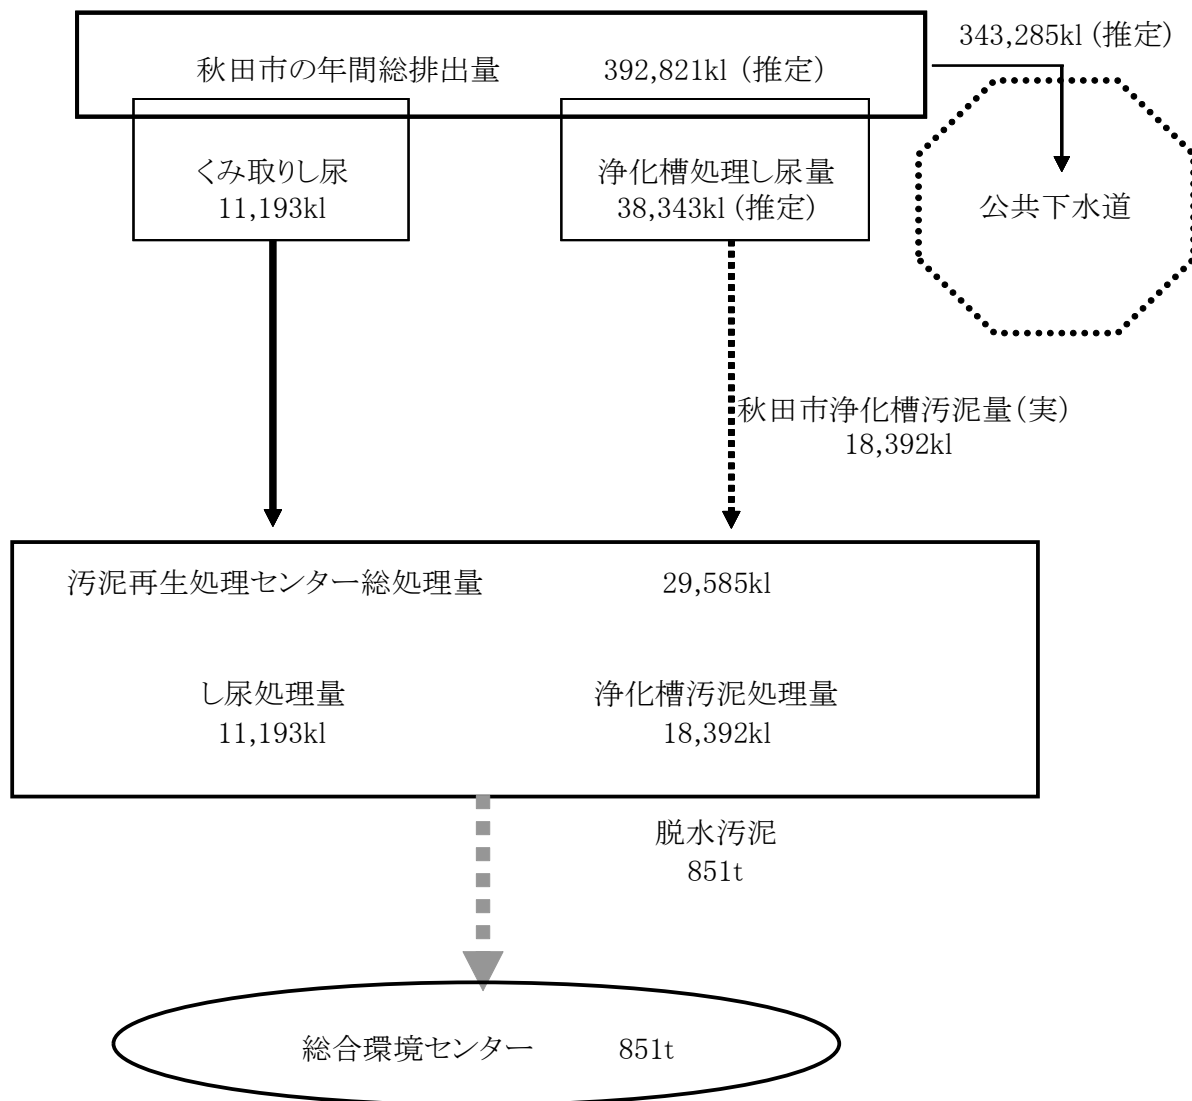 343,285kl (推定)
秋田市の年間総排出量 392,821kl (推定)
くみ取りし尿
11,193kl
浄化槽処理し尿量
38,343kl (推定)
公共下水道
秋田市浄化槽汚泥量(実)
18,392kl
汚泥再生処理センター総処理量 29,585kl
し尿処理量
11,193kl
浄化槽汚泥処理量
18,392kl
脱水汚泥
851t
総合環境センター 851t